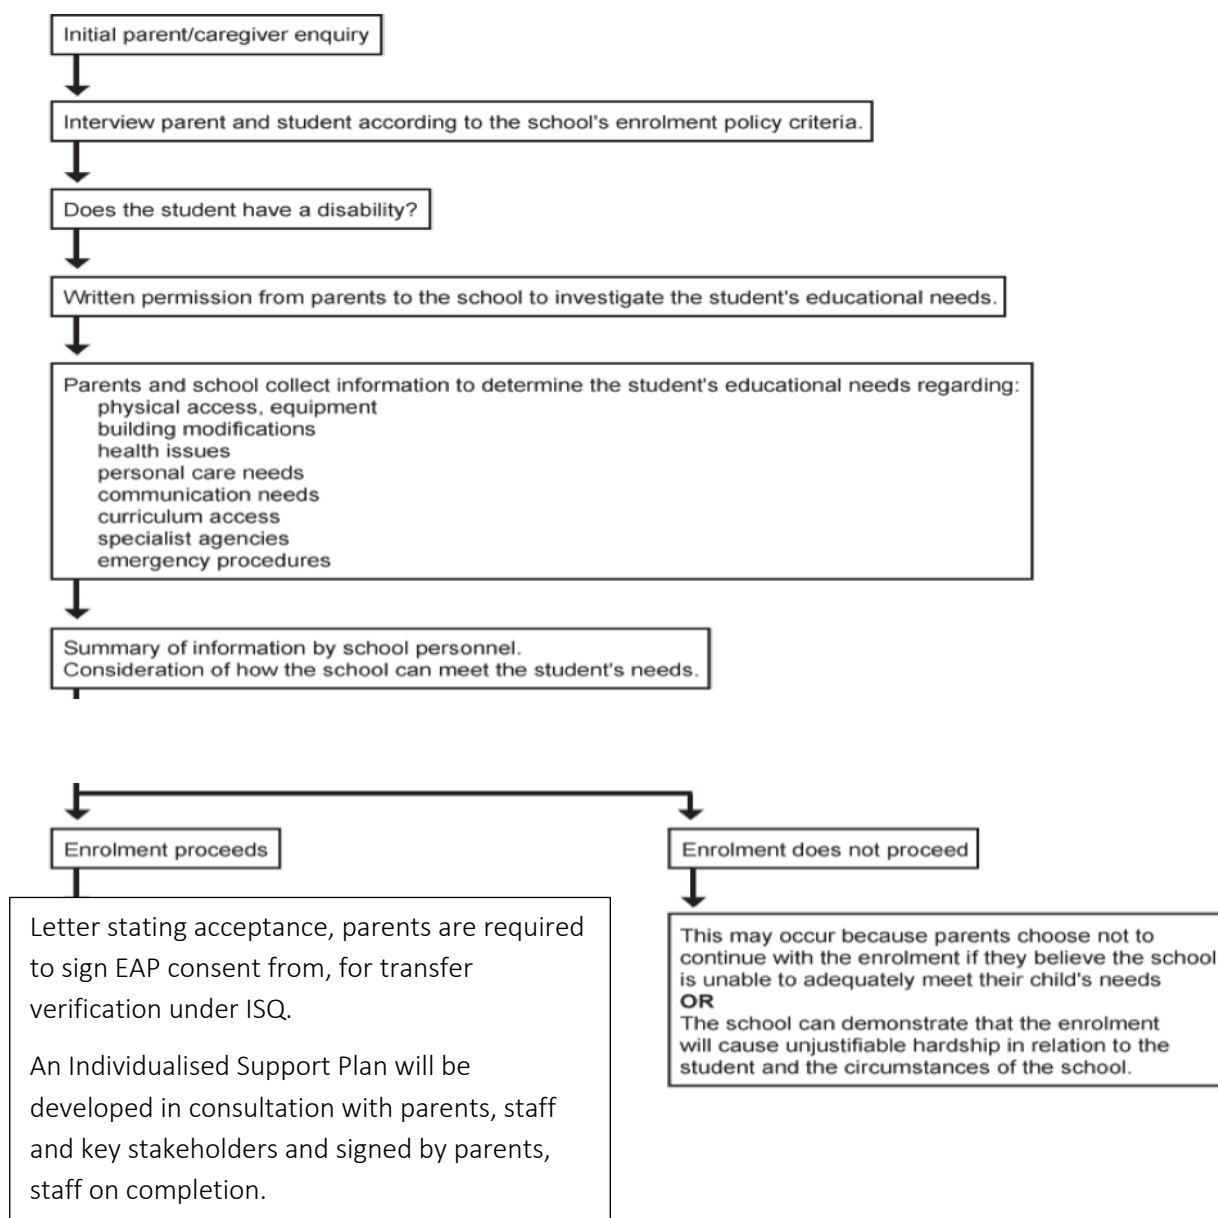 Initial parent/caregiver enquiry
Interview parent and student according to the school's enrolment policy criteria.
Does the student have a disability?
Written permission from parents to the school to investigate the student's educational needs.
Parents and school collect information to determine the student's educational needs regarding:
physical access, equipment
building modifications
health issues
personal care needs
communication needs
curriculum access
specialist agencies
emergency procedures
Summary of information by school personnel.
Consideration of how the school can meet the student's needs.
Enrolment proceeds
Letter stating acceptance, parents are required
to sign EAP consent from, for transfer
verification under ISQ.
An Individualised Support Plan will be
developed in consultation with parents, staff
and key stakeholders and signed by parents,
staff on completion.
Enrolment does not proceed
This may occur because parents choose not to
continue with the enrolment if they believe the school
is unable to adequately meet their child's needs
OR
The school can demonstrate that the enrolment
will cause unjustifiable hardship in relation to the
student and the circumstances of the school.